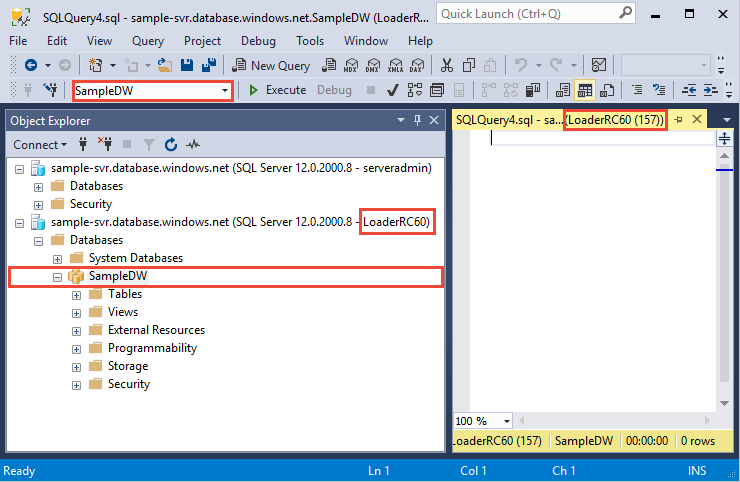 SQLQuery4.sql - sample-svr.database.windows.net.SampleDW (LoaderR...
Quick Launch (Ctrl+Q)
File Edit View Query Project Debug Tools Window Help
New Query MDX DMX XMLA DAX
SampleDW Execute Debug
Object Explorer
Connect
sample-svr.database.windows.net (SQL Server 12.0.2000.8 - serveradmin)
Databases
Security
sample-svr.database.windows.net (SQL Server 12.0.2000.8 - LoaderRC60)
Databases
System Databases
SampleDW
Tables
Views
External Resources
Programmability
Storage
Security
SQLQuery4.sql - sa...(LoaderRC60 (157))
100 %
LoaderRC60 (157) SampleDW 00:00:00 0 rows
Ready Ln 1 Col 1 Ch 1 INS